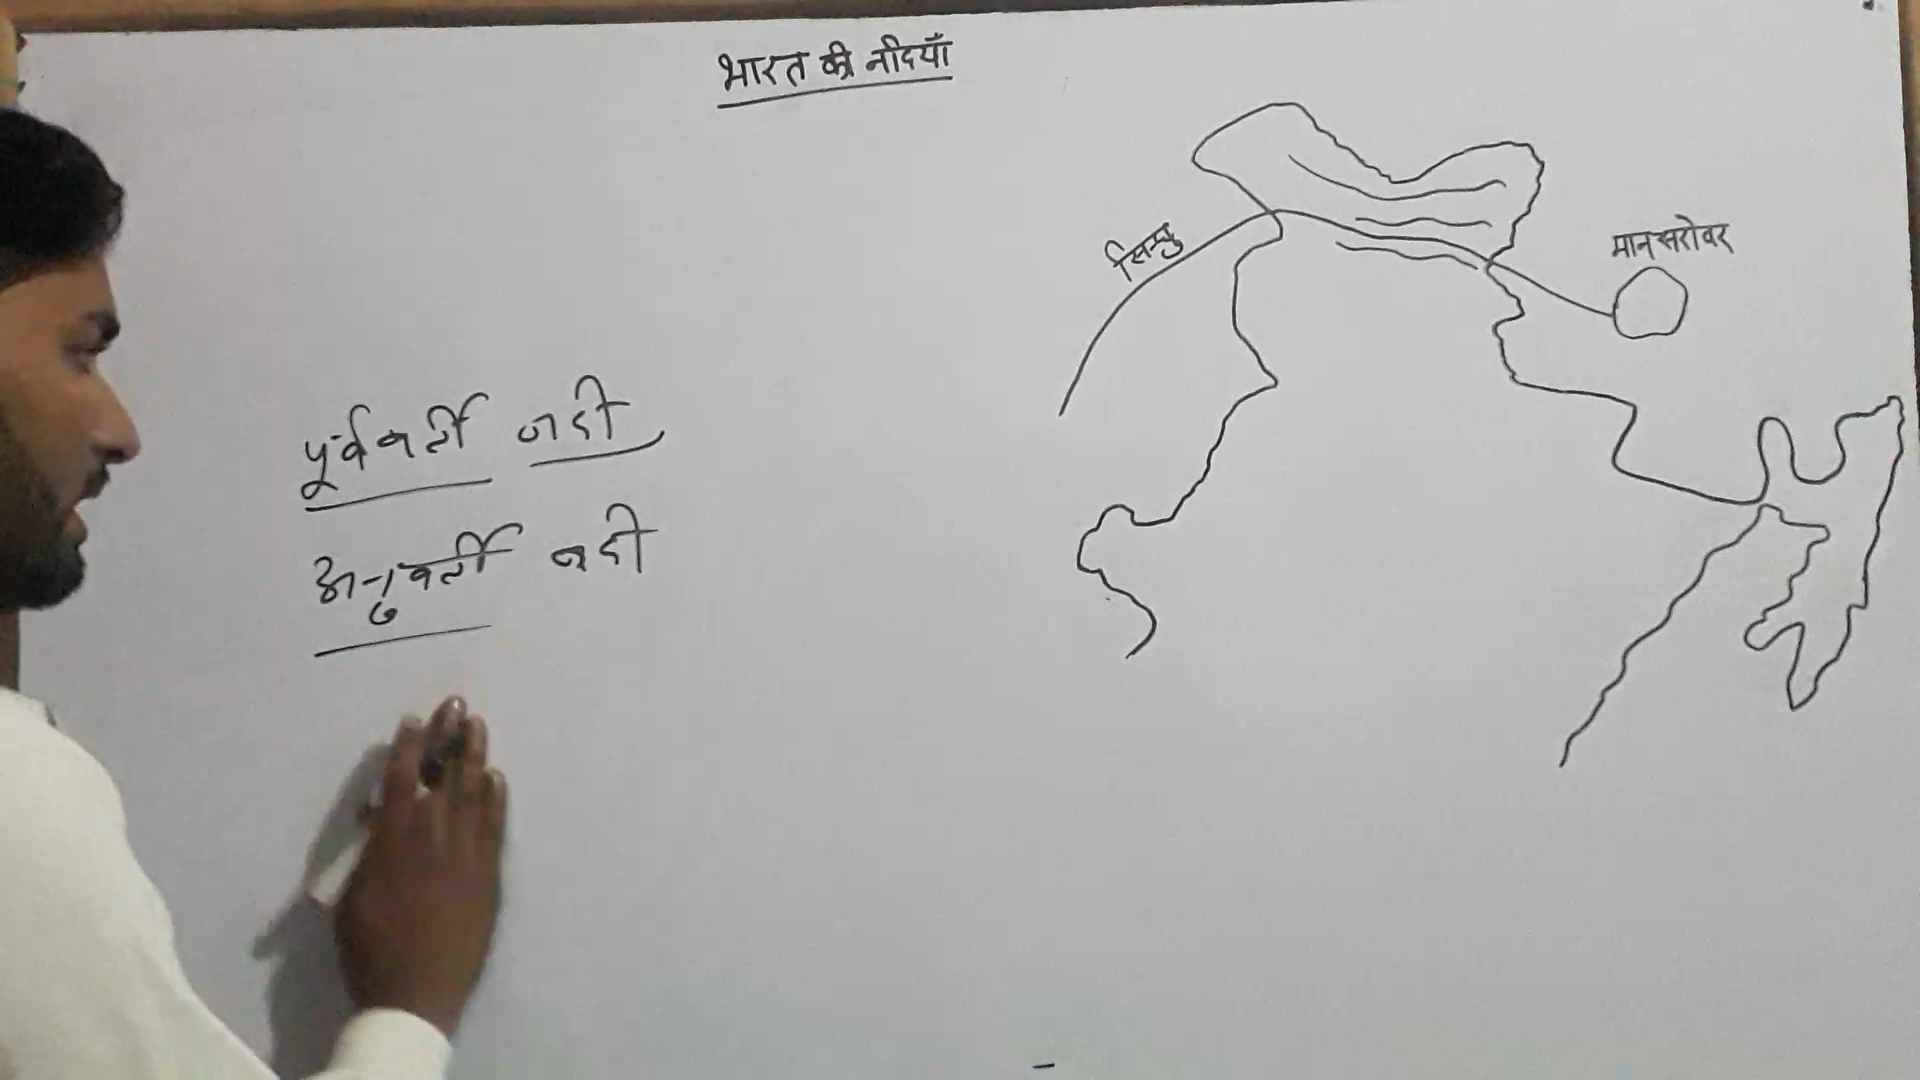 भारत की नदियाँ
मानसरोवर
सिन्धु
पूर्ववर्ती नदी
अनुवर्ती नदी